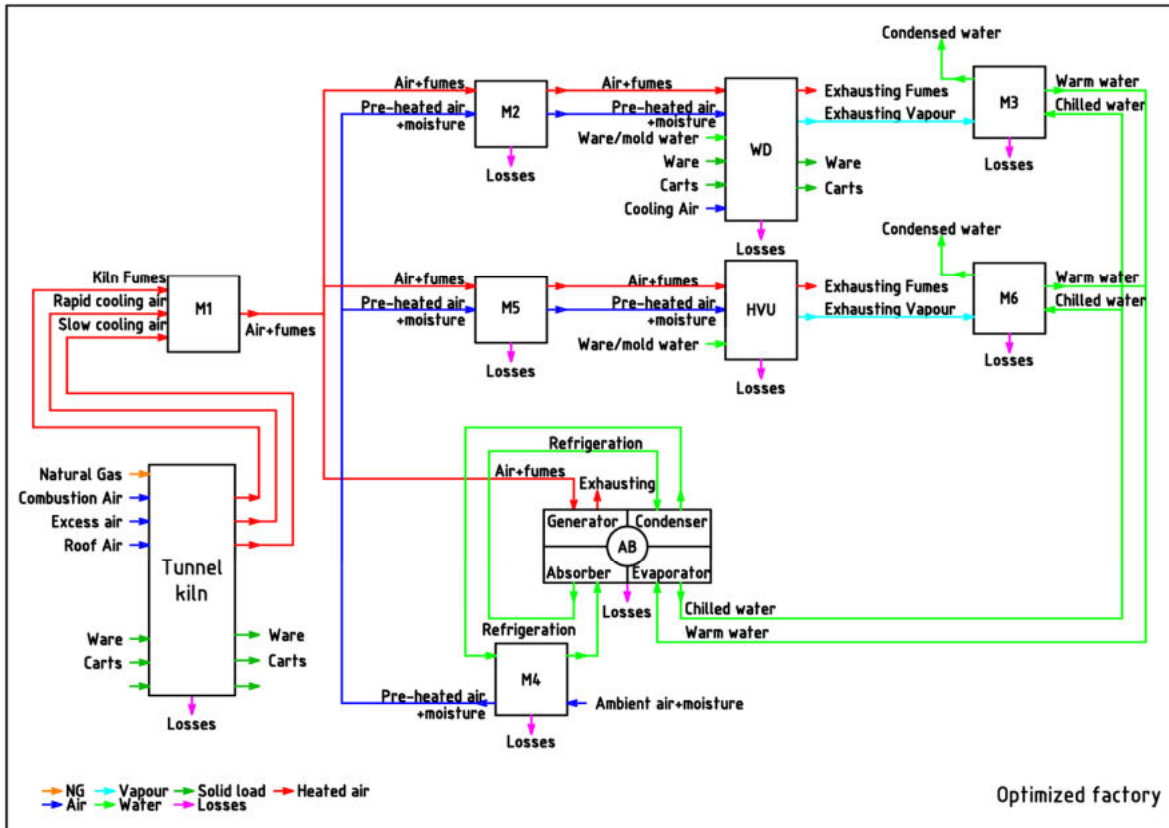 Condensed water
Air+fumes
Air+fumes
Exhausting Fumes
Warm water
M2
M3
Pre-heated air
+moisture
Pre-heated air
+moisture
Exhausting Vapour
Chilled water
Ware/mold water
WD
Losses
Ware
Ware
Losses
Carts
Carts
Cooling Air
Condensed water
Losses
Kiln Fumes
Air+fumes
Air+fumes
Exhausting Fumes
Warm water
Rapid cooling air
M1
M5
HVU
M6
Pre-heated air
+moisture
Pre-heated air
+moisture
Exhausting Vapour
Chilled water
Slow cooling air
Air+fumes
Ware/mold water
Losses
Losses
Losses
Refrigeration
Natural Gas
Air+fumes
Exhausting
Combustion Air
Excess air
Generator
Condenser
Roof Air
AB
Tunnel
kiln
Absorber
Evaporator
Losses
Chilled water
Refrigeration
Warm water
Ware
Ware
Carts
Carts
M4
Pre-heated air
+moisture
Ambient air+moisture
Losses
Losses
NG
Vapour
Solid load
Heated air
Air
Water
Losses
Optimized factory